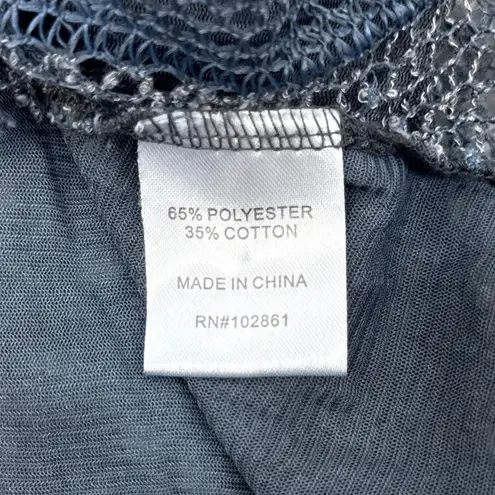 65% POLYESTER
35% COTTON
MADE IN CHINA
RN#102861